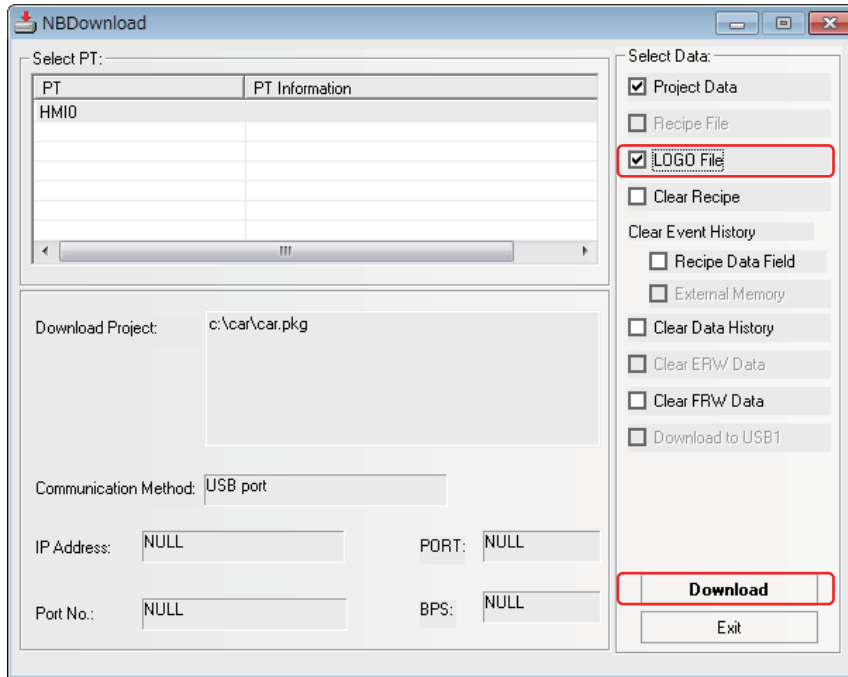 NBDownload
Select PT:
PT PT Information
HMI0
Download Project: c:\car\car.pkg
Communication Method: USB port
IP Address: NULL PORT: NULL
Port No.: NULL BPS: NULL
Select Data:
Project Data
Recipe File
LOGO File
Clear Recipe
Clear Event History
Recipe Data Field
External Memory
Clear Data History
Clear ERW Data
Clear FRW Data
Download to USB1
Download
Exit